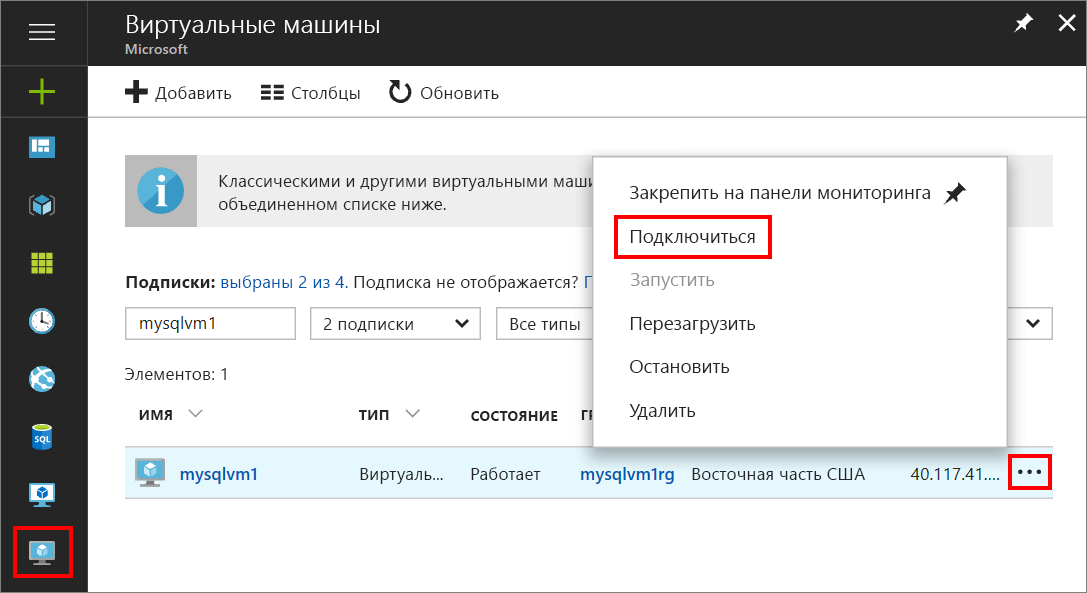 Виртуальные машины
Microsoft
Добавить Столбцы Обновить
Классическими и другими виртуальными
объединенном списке ниже.
Закрепить на панели мониторинга
Подключиться
Запустить
Перезагрузить
Остановить
Удалить
Подписки: выбраны 2 из 4. Подписка не отображается?
mysqlvm1 2 подписки Все типы
Элементов: 1
ИМЯ ТИП СОСТОЯНИЕ
mysqlvm1 Виртуаль... Работает mysqlvm1rg Восточная часть США 40.117.41.... 
SQL